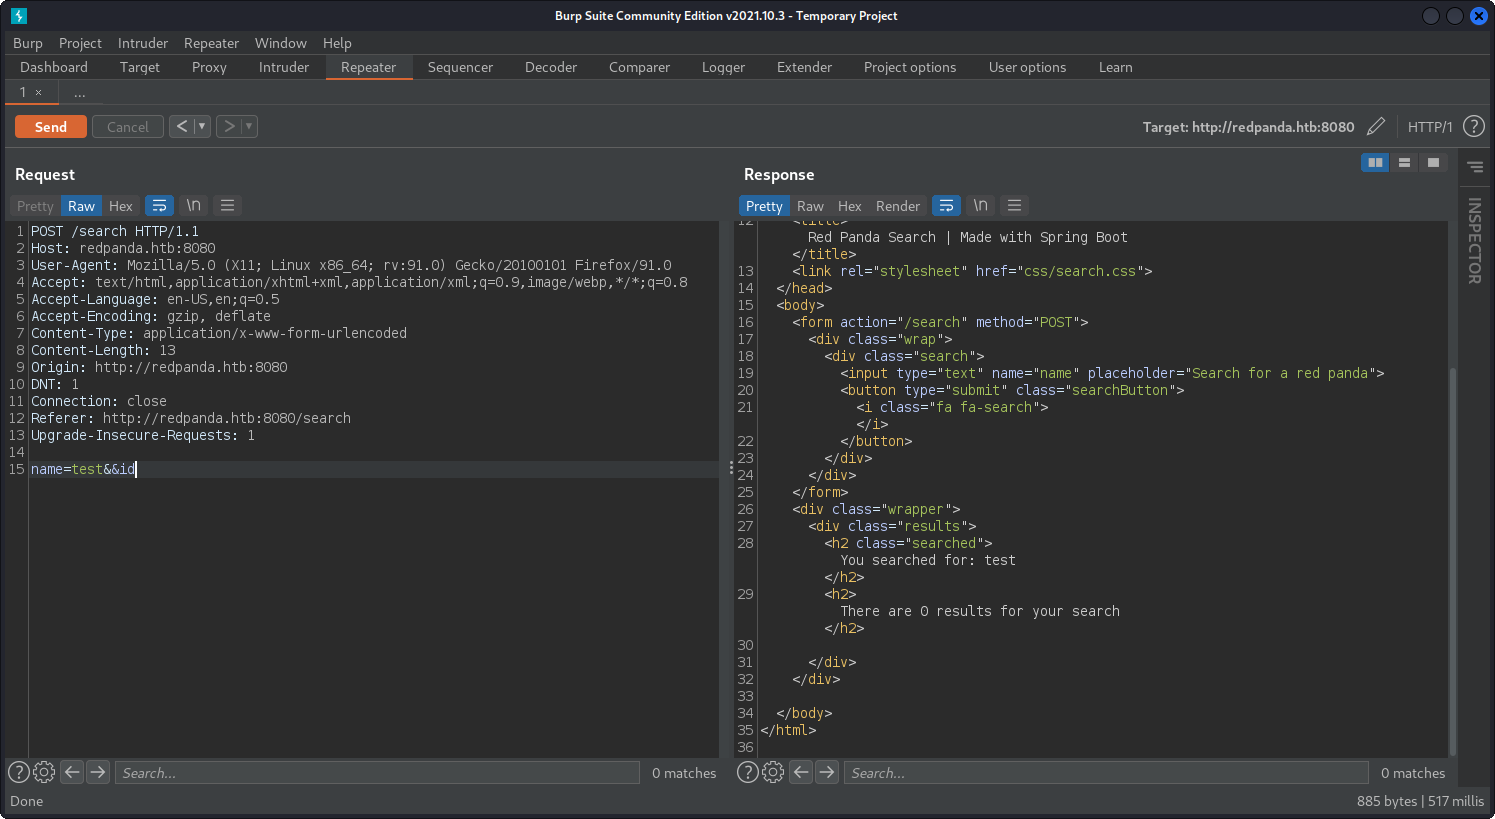 Burp Suite Community Edition v2021.10.3 - Temporary Project
Burp Project Intruder Repeater Window Help
Dashboard Target Proxy Intruder Repeater Sequencer Decoder Comparer Logger Extender Project options User options Learn
1 × ...
Send Cancel < > Target: http://redpanda.htb:8080 HTTP/1 ?
Request
Pretty Raw Hex \n
1 POST /search HTTP/1.1
2 Host: redpanda.htb:8080
3 User-Agent: Mozilla/5.0 (X11; Linux x86_64; rv:91.0) Gecko/20100101 Firefox/91.0
4 Accept: text/html,application/xhtml+xml,application/xml;q=0.9,image/webp,*/*;q=0.8
5 Accept-Language: en-US,en;q=0.5
6 Accept-Encoding: gzip, deflate
7 Content-Type: application/x-www-form-urlencoded
8 Content-Length: 13
9 Origin: http://redpanda.htb:8080
10 DNT: 1
11 Connection: close
12 Referer: http://redpanda.htb:8080/search
13 Upgrade-Insecure-Requests: 1
14
15 name=test&&id
? Search... 0 matches
Response
Pretty Raw Hex Render \n
12 <title>
Red Panda Search | Made with Spring Boot
</title>
13 <link rel="stylesheet" href="css/search.css">
14 </head>
15 <body>
16 <form action="/search" method="POST">
17 <div class="wrap">
18 <div class="search">
19 <input type="text" name="name" placeholder="Search for a red panda">
20 <button type="submit" class="searchButton">
21 <i class="fa fa-search">
</i>
22 </button>
23 </div>
24 </div>
25 </form>
26 <div class="wrapper">
27 <div class="results">
28 <h2 class="searched">
You searched for: test
</h2>
29 <h2>
There are 0 results for your search
</h2>
30
31 </div>
32 </div>
33
34 </body>
35 </html>
36
? Search... 0 matches
INSPECTOR
Done 885 bytes | 517 millis